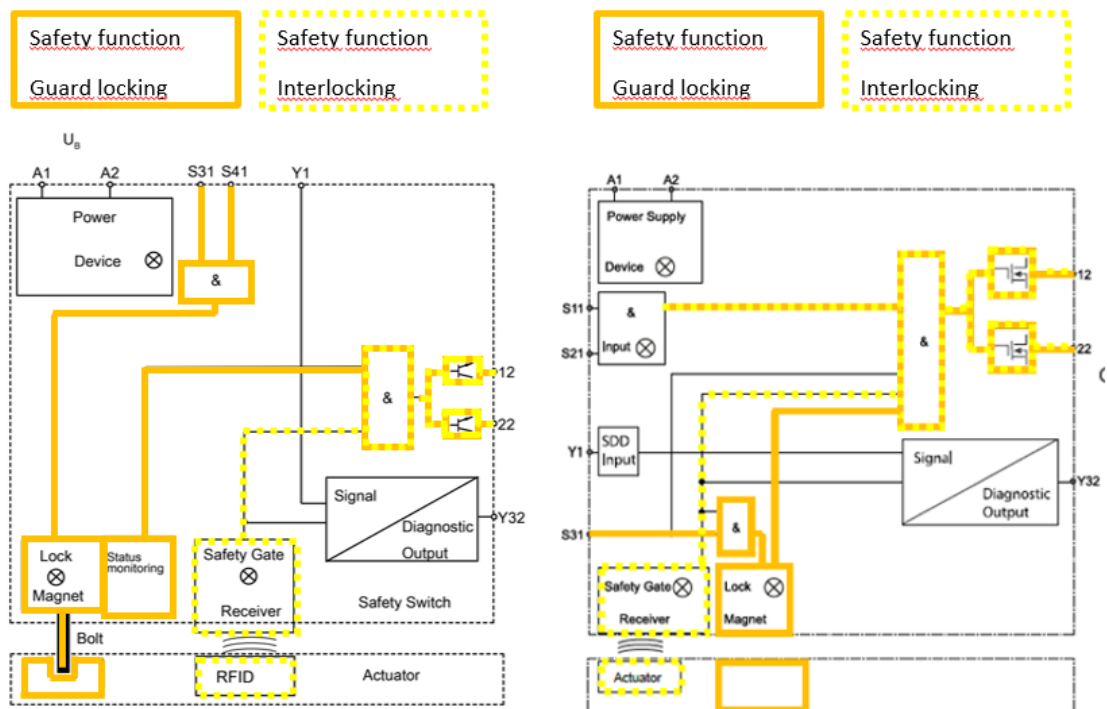 Safety function
Guard locking
Safety function
Interlocking
Safety function
Guard locking
Safety function
Interlocking
UB
A1
A2
S31
S41
Y1
Power
Device
&
&
12
22
Signal
Diagnostic
Output
Y32
Lock
Magnet
Status
monitoring
Safety Gate
Receiver
Safety Switch
Bolt
RFID
Actuator
A1
A2
Power Supply
Device
S11
&
S21
Input
&
12
22
Y1
SDD
Input
Signal
Diagnostic
Output
Y32
S31
&
Safety Gate
Receiver
Lock
Magnet
Actuator